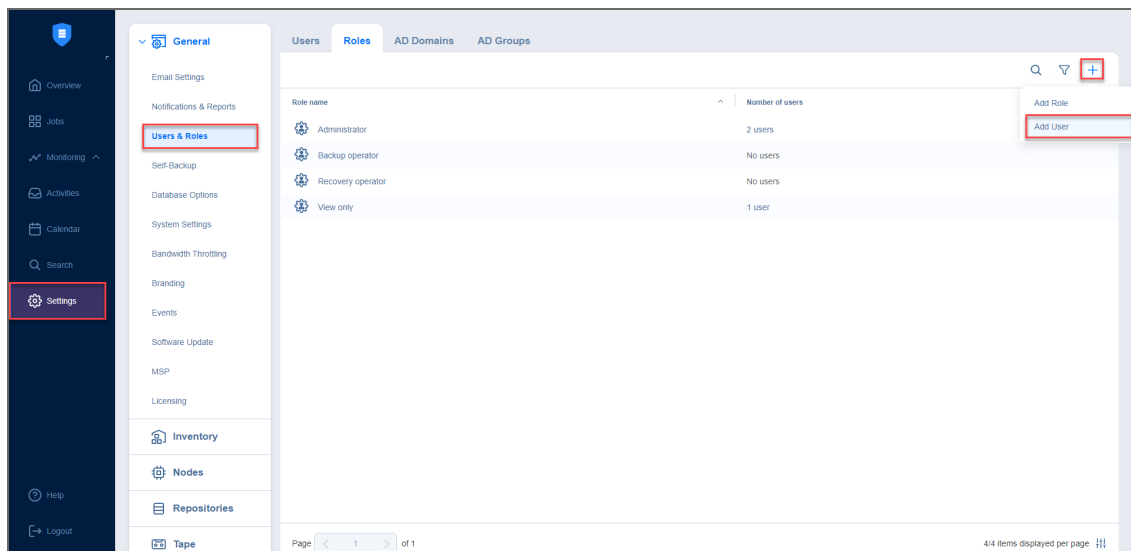 Overview
Jobs
Monitoring
Activities
Calendar
Search
Settings
Help
Logout
General
Email Settings
Notifications & Reports
Users & Roles
Self-Backup
Database Options
System Settings
Bandwidth Throttling
Branding
Events
Software Update
MSP
Licensing
Inventory
Nodes
Repositories
Tape
Users Roles AD Domains AD Groups
Add Role
Add User
Role name Number of users
Administrator 2 users
Backup operator No users
Recovery operator No users
View only 1 user
Page 1 of 1 4/4 items displayed per page